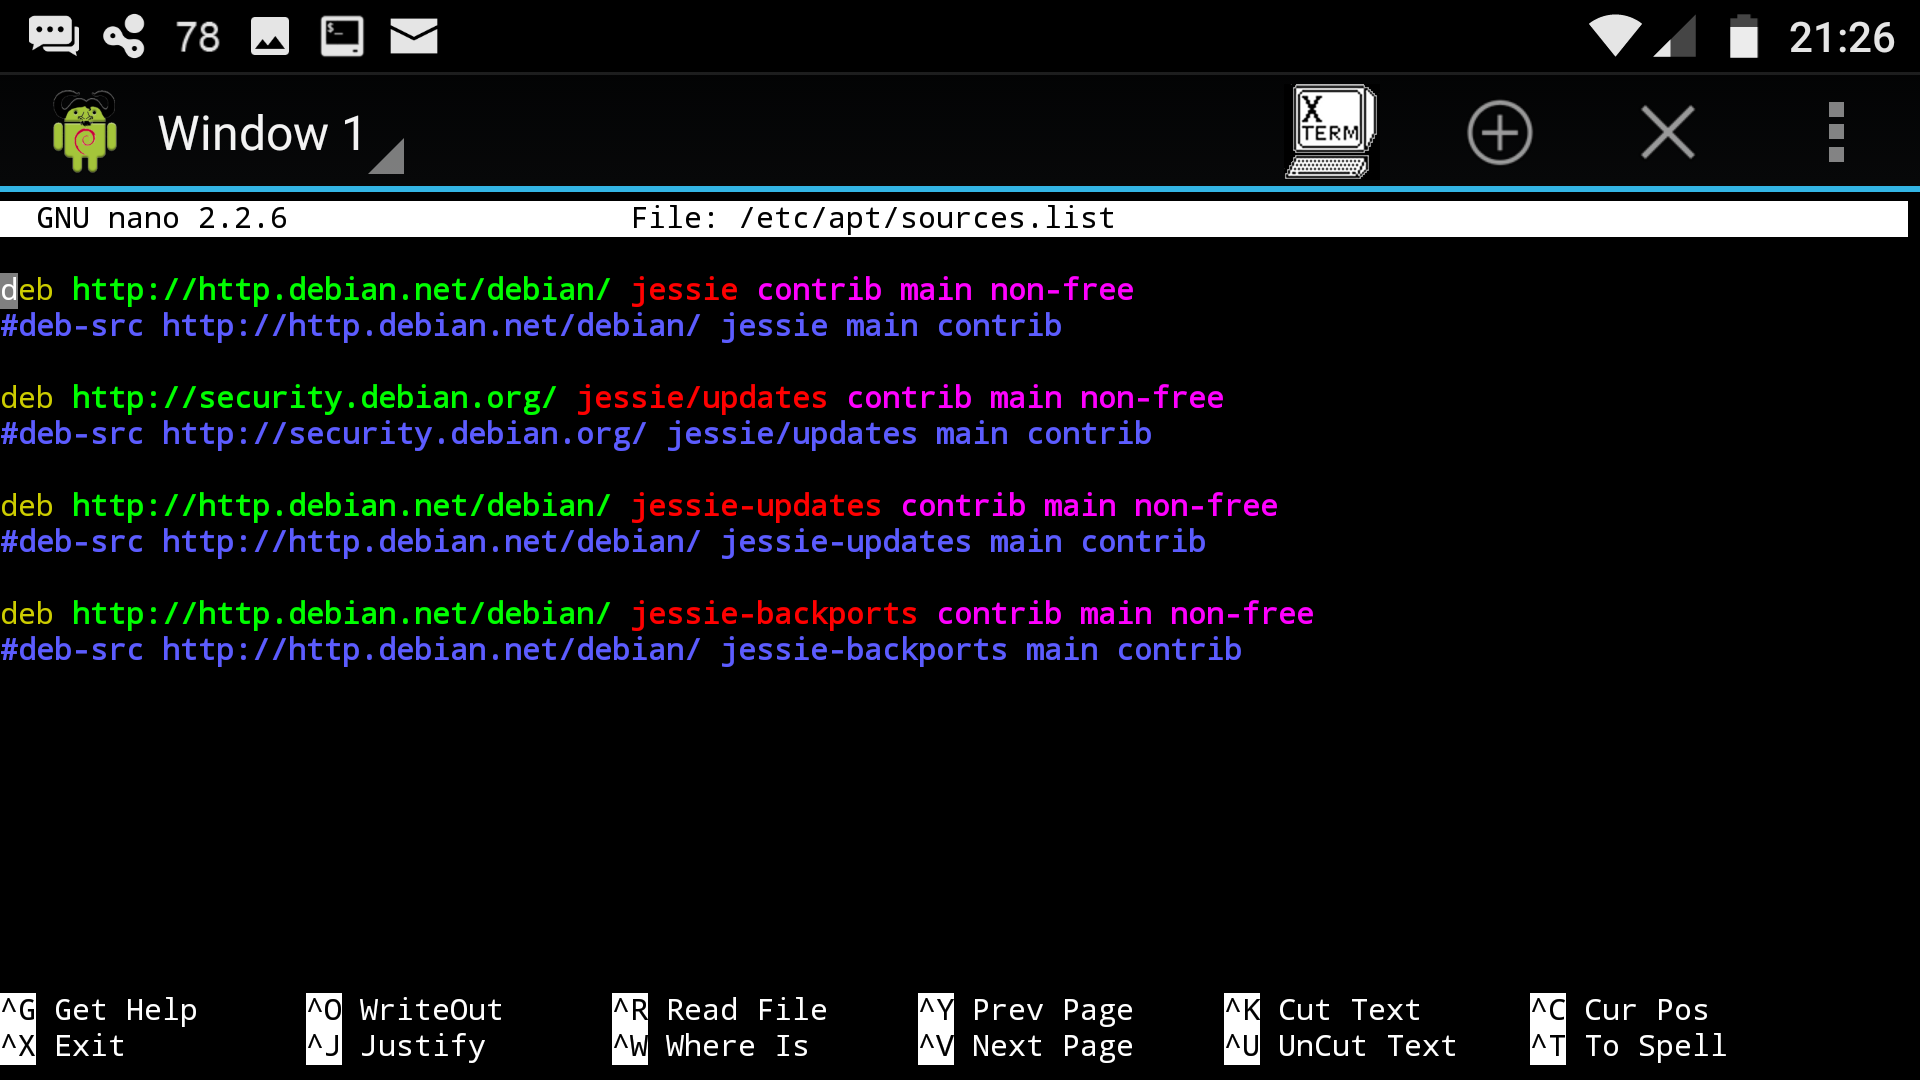 78 21:26
Window 1 X TERM
GNU nano 2.2.6 File: /etc/apt/sources.list
deb http://http.debian.net/debian/ jessie contrib main non-free
#deb-src http://http.debian.net/debian/ jessie main contrib
deb http://security.debian.org/ jessie/updates contrib main non-free
#deb-src http://security.debian.org/ jessie/updates main contrib
deb http://http.debian.net/debian/ jessie-updates contrib main non-free
#deb-src http://http.debian.net/debian/ jessie-updates main contrib
deb http://http.debian.net/debian/ jessie-backports contrib main non-free
#deb-src http://http.debian.net/debian/ jessie-backports main contrib
^G Get Help ^O WriteOut ^R Read File ^Y Prev Page ^K Cut Text ^C Cur Pos
^X Exit ^J Justify ^W Where Is ^V Next Page ^U UnCut Text ^T To Spell